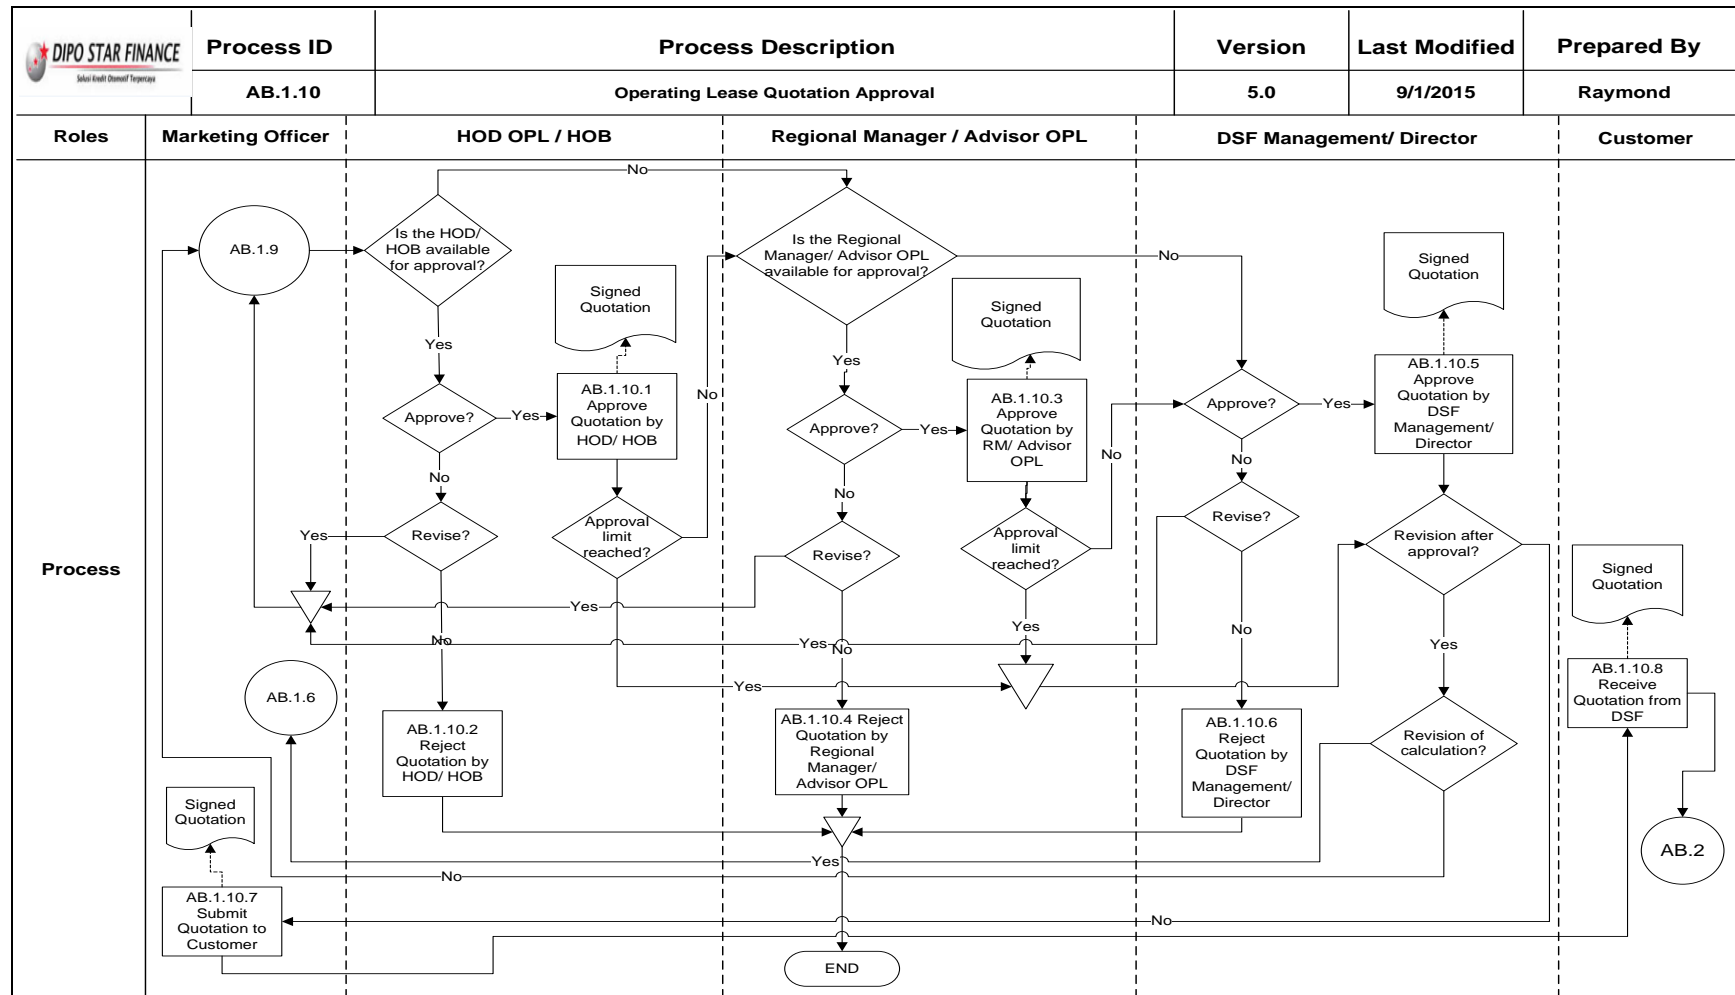 DIPO STAR FINANCE
Solusi Kredit Otomotif Terpercaya
Process ID
Process Description
Version
Last Modified
Prepared By
AB.1.10
Operating Lease Quotation Approval
5.0
9/1/2015
Raymond
Roles
Marketing Officer
HOD OPL / HOB
Regional Manager / Advisor OPL
DSF Management/ Director
Customer
Process
No
AB.1.9
Is the HOD/
HOB available
for approval?
Is the Regional
Manager/ Advisor OPL
available for approval?
No
Signed
Quotation
Signed
Quotation
Signed
Quotation
Yes
Yes
Approve?
Yes
AB.1.10.1
Approve
Quotation by
HOD/ HOB
No
Approve?
Yes
AB.1.10.3
Approve
Quotation by
RM/ Advisor
OPL
No
Approve?
Yes
AB.1.10.5
Approve
Quotation by
DSF
Management/
Director
No
No
No
Yes
Revise?
Approval
limit
reached?
Revise?
Approval
limit
reached?
Revise?
Revision after
approval?
Signed
Quotation
Yes
Yes
No
Yes
No
No
Yes
Yes
AB.1.6
AB.1.10.2
Reject
Quotation by
HOD/ HOB
AB.1.10.4 Reject
Quotation by
Regional
Manager/
Advisor OPL
AB.1.10.6
Reject
Quotation by
DSF
Management/
Director
Revision of
calculation?
AB.1.10.8
Receive
Quotation from
DSF
Signed
Quotation
Yes
No
AB.2
AB.1.10.7
Submit
Quotation to
Customer
No
END